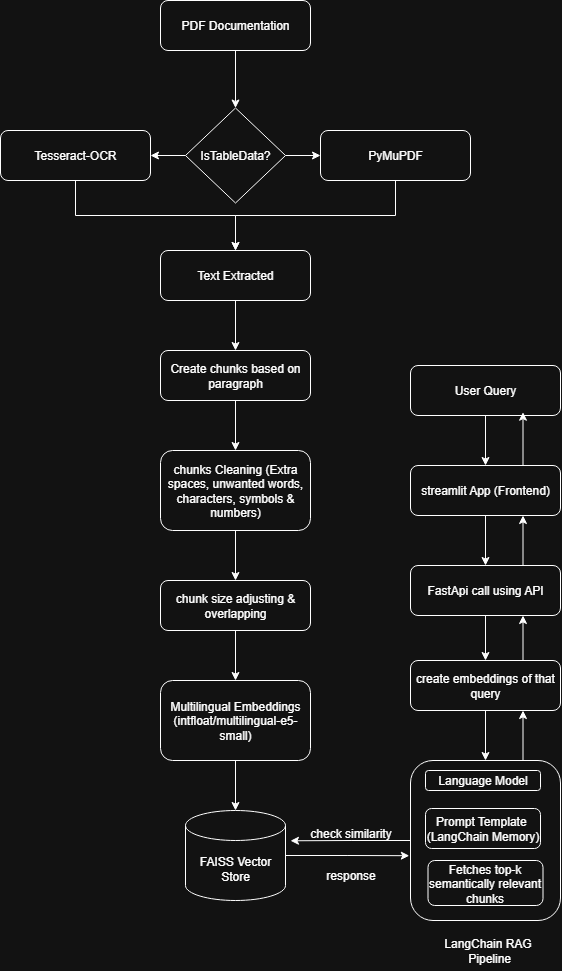 PDF Documentation
IsTableData?
Tesseract-OCR
PyMuPDF
Text Extracted
Create chunks based on
paragraph
chunks Cleaning (Extra
spaces, unwanted words,
characters, symbols &
numbers)
chunk size adjusting &
overlapping
Multilingual Embeddings
(intfloat/multilingual-e5-
small)
FAISS Vector
Store
User Query
streamlit App (Frontend)
FastApi call using API
create embeddings of that
query
Language Model
Prompt Template
(LangChain Memory)
Fetches top-k
semantically relevant
chunks
check similarity
response
LangChain RAG
Pipeline